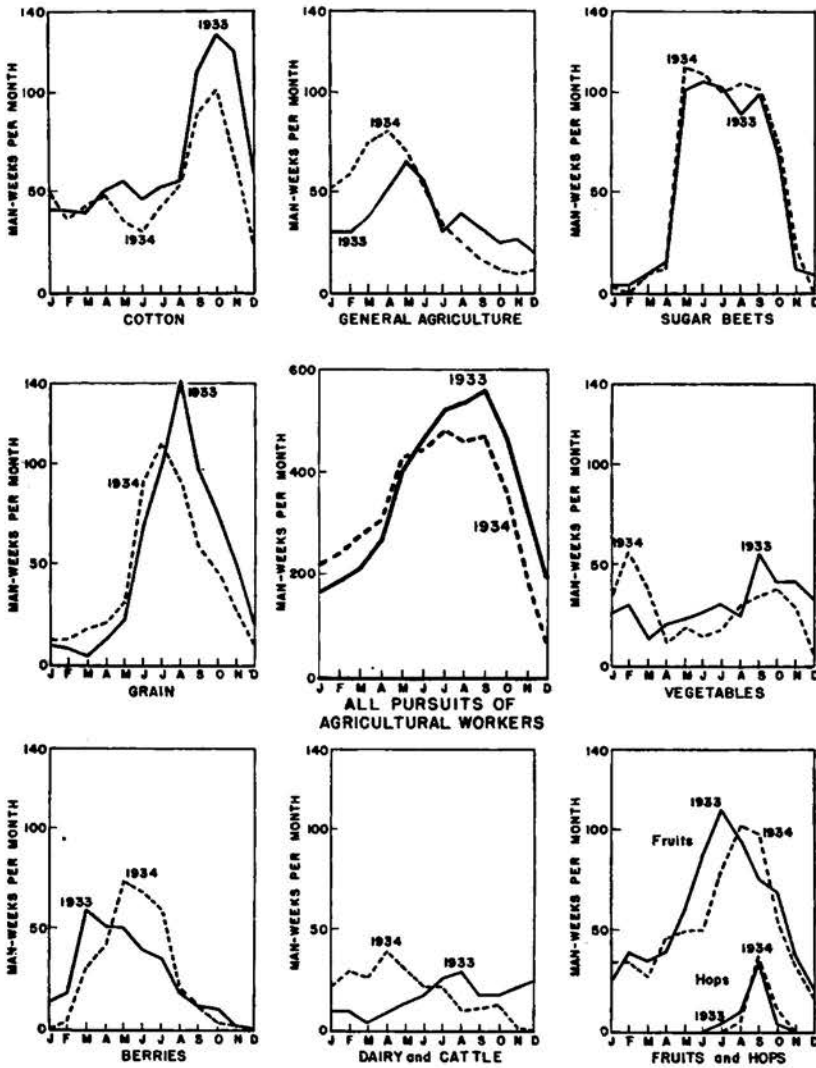 MAN-WEEKS PER MONTH
140
100
50
0
1933
1934
J F M A M J J A S O N D
COTTON
MAN-WEEKS PER MONTH
140
100
50
0
1934
1933
J F M A M J J A S O N D
GENERAL AGRICULTURE
MAN-WEEKS PER MONTH
140
100
50
0
1934
1933
J F M A M J J A S O N D
SUGAR BEETS
MAN-WEEKS PER MONTH
140
100
50
0
1933
1934
J F M A M J J A S O N D
GRAIN
MAN-WEEKS PER MONTH
600
400
200
0
1933
1934
J F M A M J J A S O N D
ALL PURSUITS OF
AGRICULTURAL WORKERS
MAN-WEEKS PER MONTH
140
100
50
0
1934
1933
J F M A M J J A S O N D
VEGETABLES
MAN-WEEKS PER MONTH
140
100
50
0
1933
1934
J F M A M J J A S O N D
BERRIES
MAN-WEEKS PER MONTH
140
100
50
0
1934
1933
J F M A M J J A S O N D
DAIRY and CATTLE
MAN-WEEKS PER MONTH
140
100
50
0
1933
Fruits
1934
Hops
1934
1933
J F M A M J J A S O N D
FRUITS and HOPS